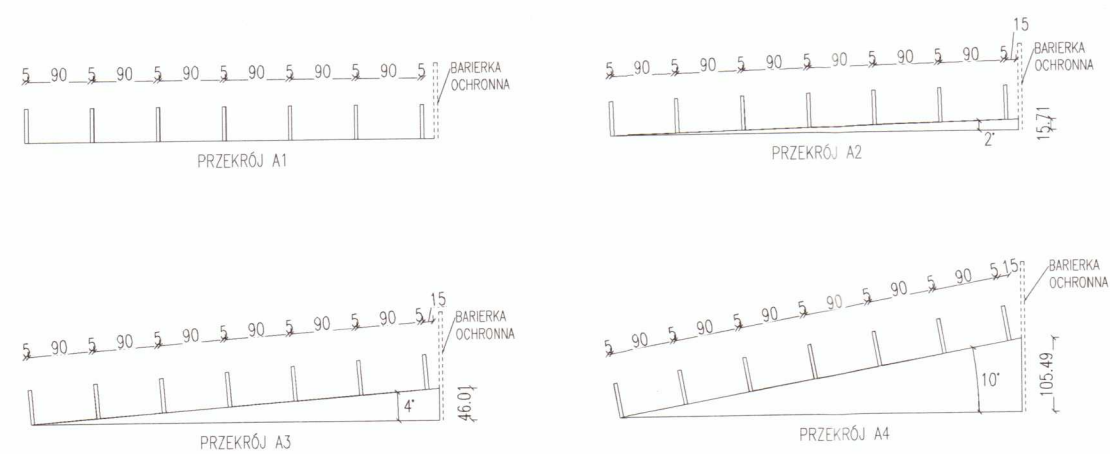 5 90 5 90 5 90 5 90 5 90 5 90 5
BARIERKA
OCHRONNA
PRZEKRÓJ A1
15
5 90 5 90 5 90 5 90 5 90 5 90 5
BARIERKA
OCHRONNA
2°
15.71
PRZEKRÓJ A2
15
5 90 5 90 5 90 5 90 5 90 5 90 5
BARIERKA
OCHRONNA
4°
46.01
PRZEKRÓJ A3
5 90 5 90 5 90 5 90 5 90 5 90 5 15
BARIERKA
OCHRONNA
10°
105.49
PRZEKRÓJ A4